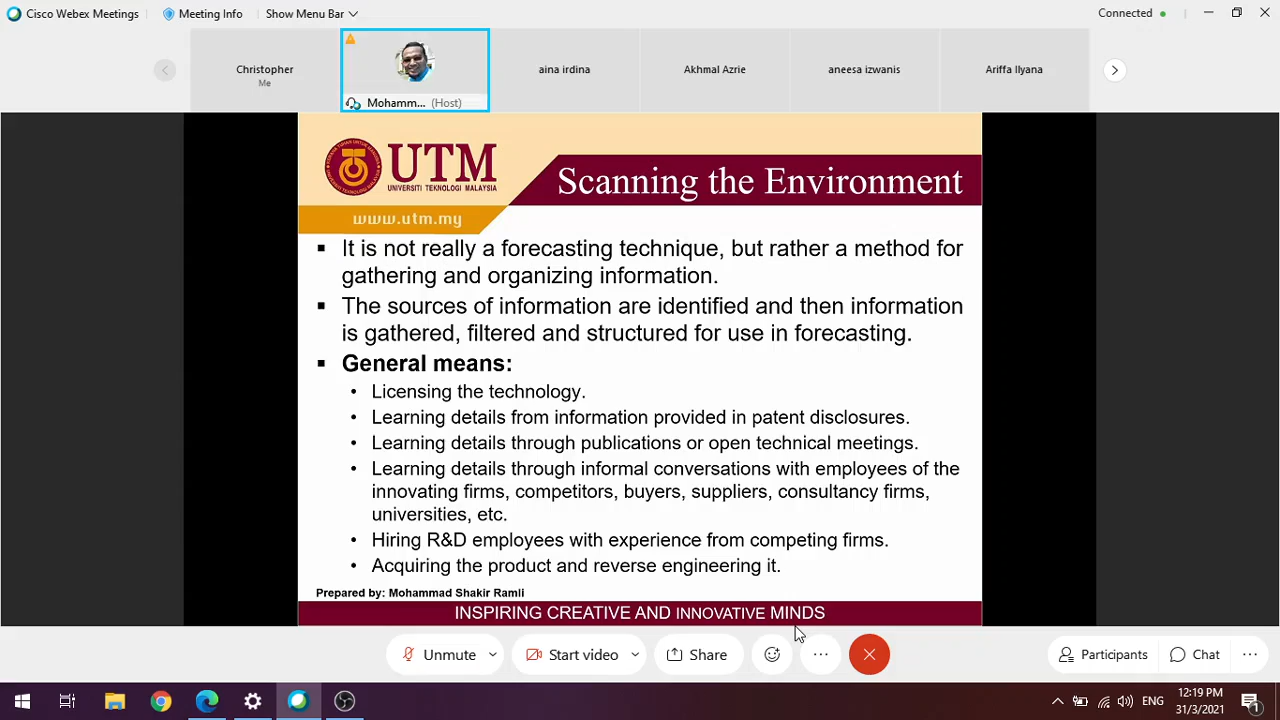 Cisco Webex Meetings
Meeting Info
Show Menu Bar
Connected
Christopher
Me
Mohamm... (Host)
aina irdina
Akhmal Azrie
aneesa izwanis
Ariffa Ilyana
UTM
UNIVERSITI TEKNOLOGI MALAYSIA
www.utm.my
Scanning the Environment
▪ It is not really a forecasting technique, but rather a method for
gathering and organizing information.
▪ The sources of information are identified and then information
is gathered, filtered and structured for use in forecasting.
▪ General means:
• Licensing the technology.
• Learning details from information provided in patent disclosures.
• Learning details through publications or open technical meetings.
• Learning details through informal conversations with employees of the
innovating firms, competitors, buyers, suppliers, consultancy firms,
universities, etc.
• Hiring R&D employees with experience from competing firms.
• Acquiring the product and reverse engineering it.
Prepared by: Mohammad Shakir Ramli
INSPIRING CREATIVE AND INNOVATIVE MINDS
Unmute
Start video
Share
Participants
Chat
ENG
12:19 PM
31/3/2021
1